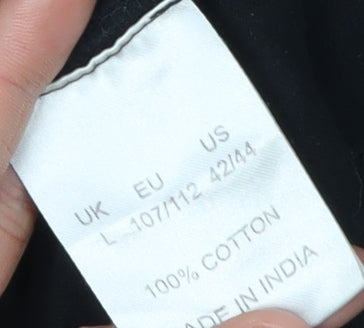 UK EU US
L 107/112 42/44
100% COTTON
ADE IN INDIA